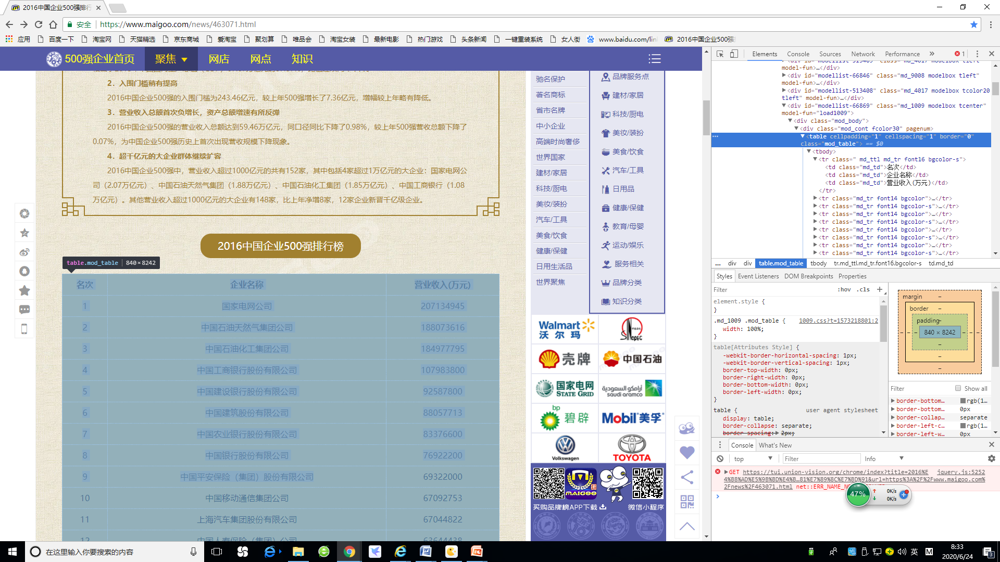 2016中国企业500强排行
安全 https://www.maigoo.com/news/463071.html
应用 百度一下 淘宝网 天猫精选 京东商城 爱淘宝 聚划算 唯品会 淘宝女装 最新电影 热门游戏 头条新闻 一键重装系统 女人街 www.baidu.com/lin 2016中国企业500强
500强企业首页 聚焦 网店 网点 知识
2．入围门槛稍有提高
2016中国企业500强的入围门槛为243.46亿元，较上年500强增长了7.36亿元，增幅较上年略有降低。
3．营业收入总额首次负增长，资产总额增速有所反弹
2016中国企业500强的营业收入总额达到59.46万亿元，同口径同比下降了0.98%，较上年500强营收总额下降了
0.07%，为中国企业500强历史上首次出现营收规模下降现象。
4．超千亿元的大企业群体继续扩容
2016中国企业500强中，营业收入超过1000亿元的共有152家，其中包括4家超过1万亿元的大企业：国家电网公
司（2.07万亿元）、中国石油天然气集团（1.88万亿元）、中国石油化工集团（1.85万亿元）、中国工商银行（1.08
万亿元）。其他营业收入超过1000亿元的大企业有148家，比上年净增8家，12家企业新晋千亿级企业。
2016中国企业500强排行榜
table.mod_table 840×8242
名次 企业名称 营业收入(万元)
1 国家电网公司 207134945
2 中国石油天然气集团公司 188073616
3 中国石油化工集团公司 184977795
4 中国工商银行股份有限公司 107983800
5 中国建设银行股份有限公司 92587800
6 中国建筑股份有限公司 88057713
7 中国农业银行股份有限公司 83376600
8 中国银行股份有限公司 76922200
9 中国平安保险（集团）股份有限公司 69322000
10 中国移动通信集团公司 67092753
11 上海汽车集团股份有限公司 67044822
驰名保护
著名商标
省市名牌
中小企业
高端时尚奢侈
世界国家
建材/家居
科技/厨电
美妆/装扮
汽车/工具
美食/饮食
健康/保健
日用生活品
世界聚焦
品牌服务点
建材/家居
科技/厨电
美妆/装扮
美食/饮食
汽车/工具
日用品
健康/保健
教育/母婴
运动/娱乐
服务相关
品牌分类
知识分类
Walmart 沃尔玛
SINOPEC
壳牌 中国石油
国家电网 STATE GRID
أرامكو السعودية saudi aramco
bp 碧辟 Mobil 美孚
Volkswagen TOYOTA
MAIGOO
买购品牌榜APP下载 微信小程序
Elements Console Sources Network Performance » 1
model-fun>…</div>
<div id="modellist-66846" class="md_9008 modelbox tleft"
model-fun>…</div>
<div id="modellist-513408" class="md_4017 modelbox tcolor20
tleft" model-fun>…</div>
<div id="modellist-66869" class="md_1009 modelbox tcenter"
model-fun="load1009">
<div class="mod_body">
<div class="mod_cont fcolor30" pagenum>
<table cellpadding="1" cellspacing="1" border="0"
class="mod_table"> == $0
<tbody>
<tr class=" md_ttl md_tr font16 bgcolor-s">
<td class="md_td">名次</td>
<td class="md_td">企业名称</td>
<td class="md_td">营业收入(万元)</td>
</tr>
<tr class="md_tr font14 bgcolor">…</tr>
<tr class="md_tr font14 bgcolor-s">…</tr>
<tr class="md_tr font14 bgcolor">…</tr>
<tr class="md_tr font14 bgcolor-s">…</tr>
<tr class="md_tr font14 bgcolor">…</tr>
<tr class="md_tr font14 bgcolor-s">…</tr>
<tr class="md_tr font14 bgcolor">…</tr>
<tr class="md_tr font14 bgcolor-s">…</tr>
... div div table.mod_table tbody tr.md_ttl.md_tr.font16.bgcolor-s td.md_td
Styles Event Listeners DOM Breakpoints Properties
Filter :hov .cls +
element.style {
}
.md_1009 .mod_table { 1009.css?t=1573218801:2
width: 100%;
}
table[Attributes Style] {
-webkit-border-horizontal-spacing: 1px;
-webkit-border-vertical-spacing: 1px;
border-top-width: 0px;
border-right-width: 0px;
border-bottom-width: 0px;
border-left-width: 0px;
}
table { user agent stylesheet
display: table;
border-collapse: separate;
border-spacing: 2px;
margin –
border –
padding –
840 × 8242
Filter Show all
border-bottom… rgb(1…
border-bottom… 0px
border-collap… separate
border-left-c… rgb(1…
border-left-w… 0px
Console What's New
top Filter Info
GET https://tui.union-vision.org/chrome/index?title=2016%E jquery.js:5252
4%B8%AD%E5%9B%BD%E4%B…81%E7%89%8C%E7%BD%91&url=https%3A%2F%2Fwww.maigoo.com%
2Fnews%2F463071.html net::ERR_NAME_N
47% 0K/s
0K/s
在这里输入你要搜索的内容
英 M
8:33
2020/6/24
3